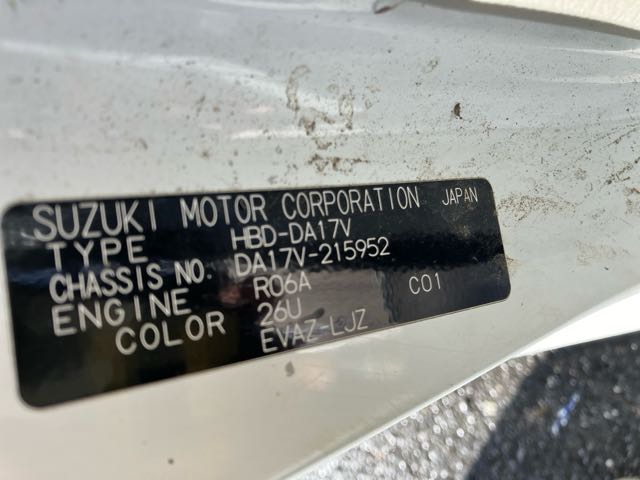 SUZUKI MOTOR CORPORATION JAPAN
TYPE HBD-DA17V
CHASSIS NO. DA17V-215952
ENGINE R06A C01
COLOR 26U
EVAZ-LJZ